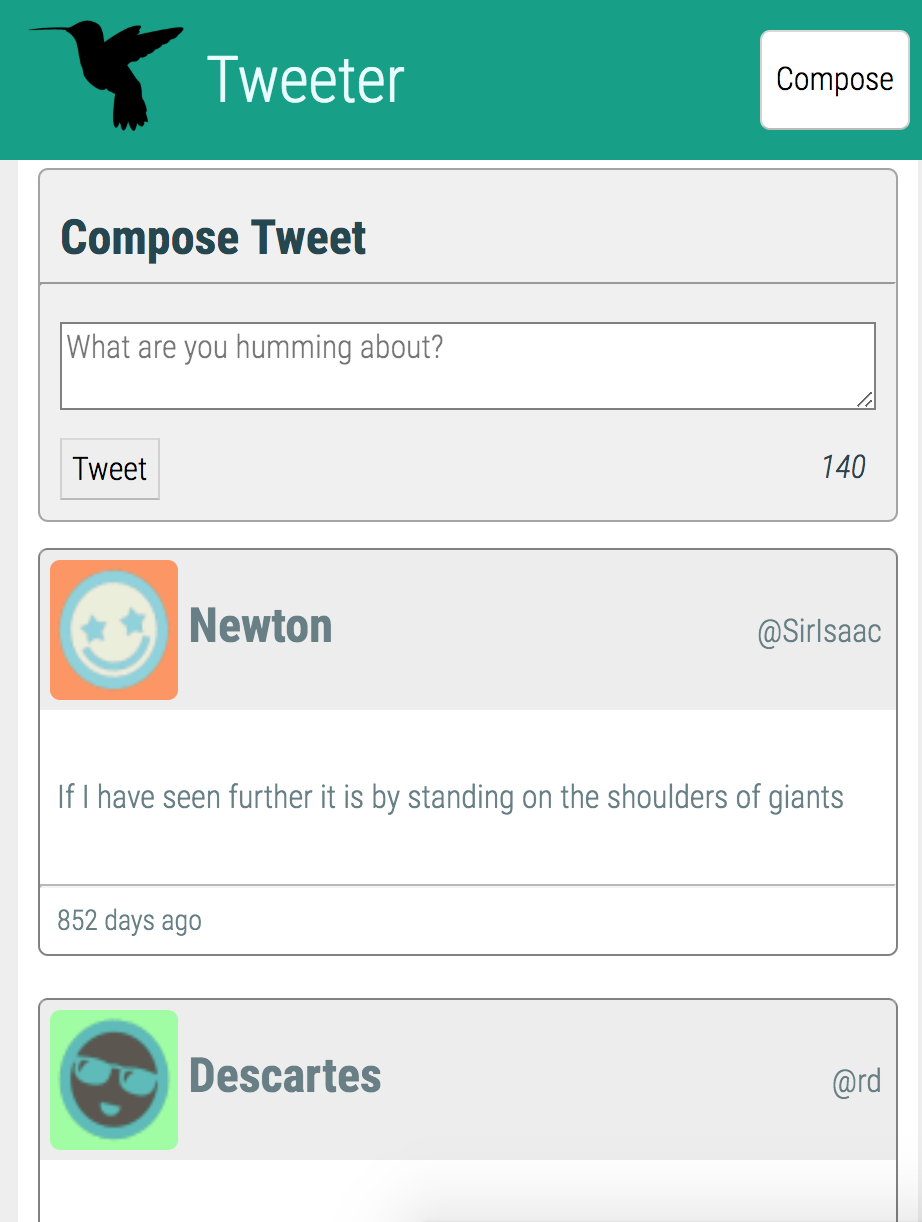 Tweeter
Compose
Compose Tweet
What are you humming about?
Tweet
140
Newton
@SirIsaac
If I have seen further it is by standing on the shoulders of giants
852 days ago
Descartes
@rd